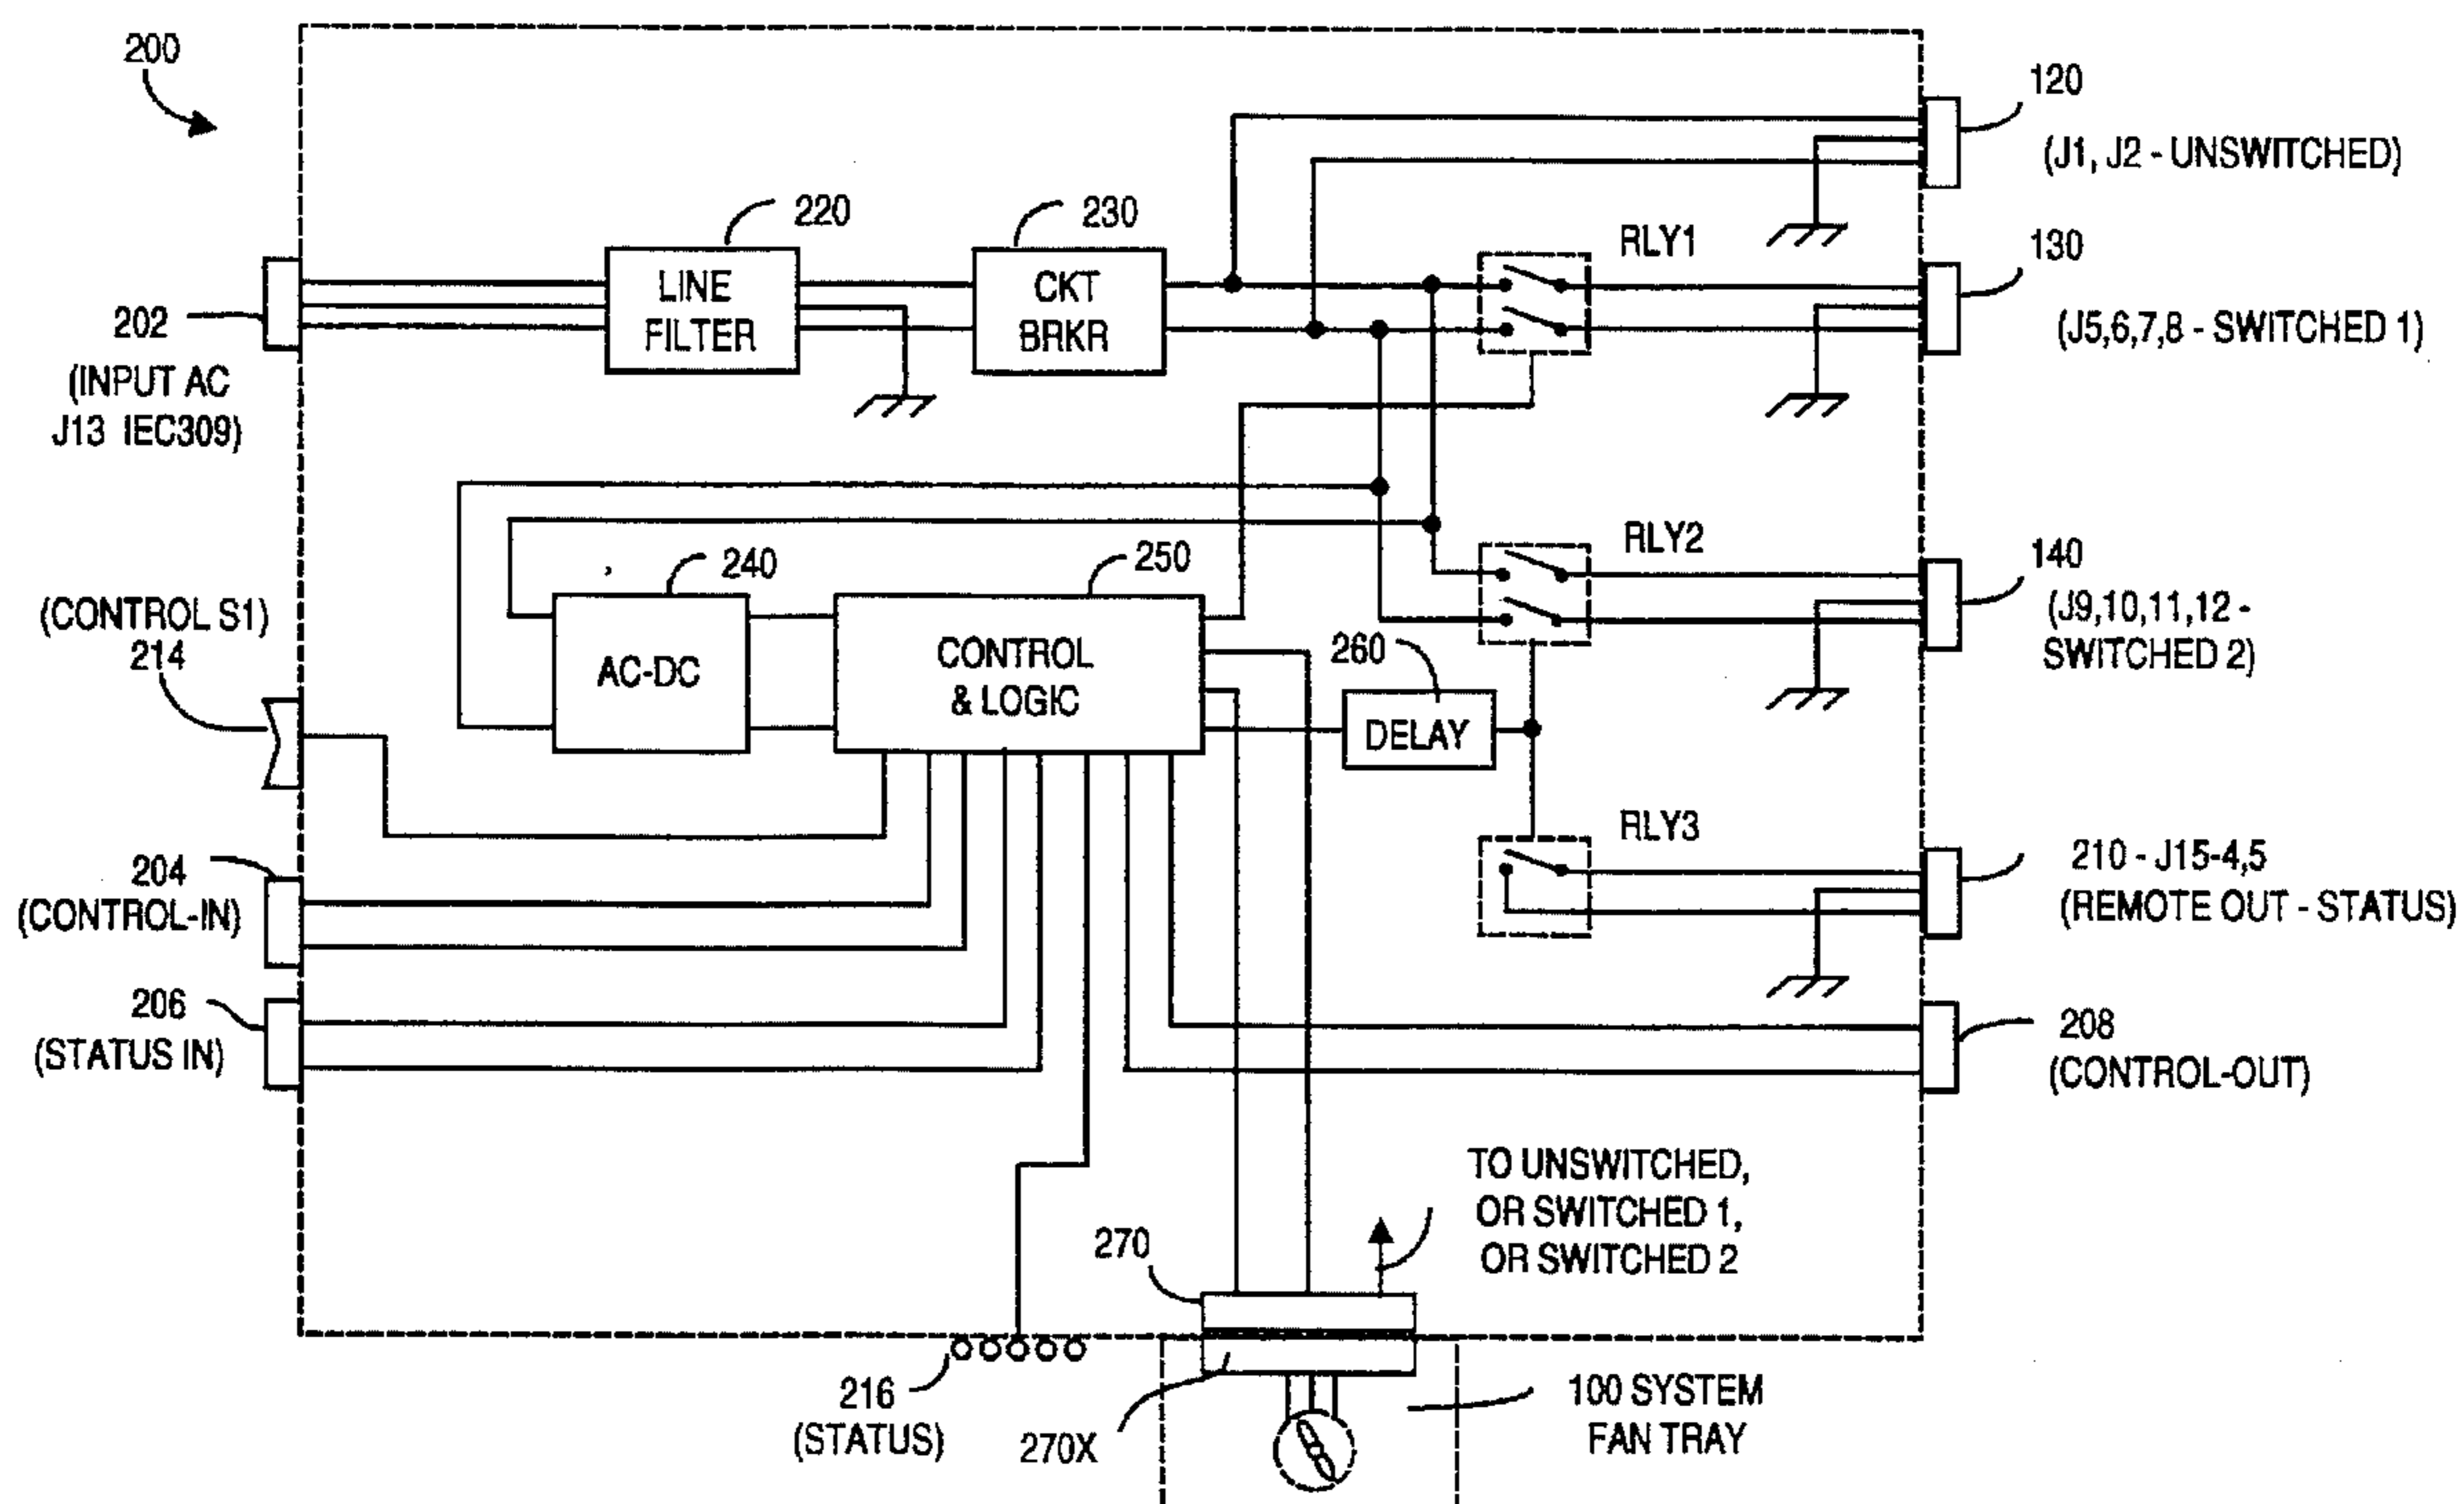 200
120
(J1, J2 - UNSWITCHED)
220
230
RLY1
130
LINE
FILTER
CKT
BRKR
202
(INPUT AC
J13 IEC309)
(J5,6,7,8 - SWITCHED 1)
RLY2
140
(J9,10,11,12 -
SWITCHED 2)
240
250
(CONTROL S1)
214
AC-DC
CONTROL
& LOGIC
260
DELAY
RLY3
210 - J15-4,5
(REMOTE OUT - STATUS)
204
(CONTROL-IN)
206
(STATUS IN)
208
(CONTROL-OUT)
TO UNSWITCHED,
OR SWITCHED 1,
OR SWITCHED 2
270
216
(STATUS)
270X
100 SYSTEM
FAN TRAY